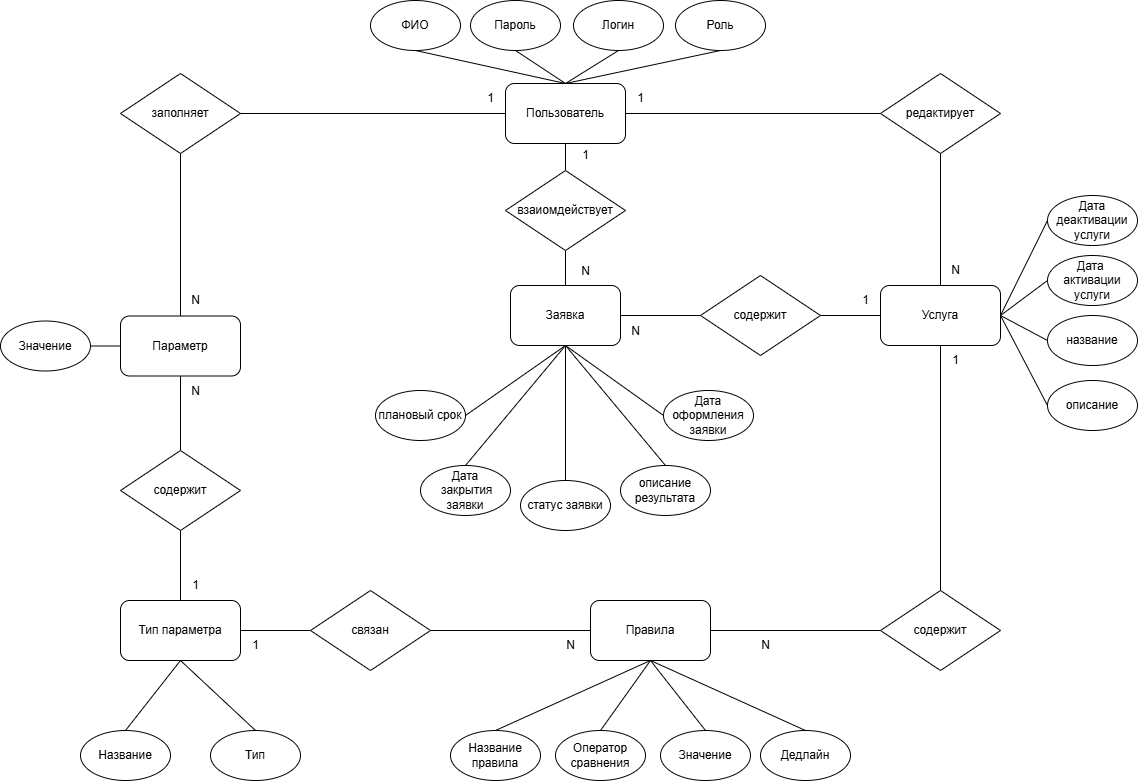 ФИО
Пароль
Логин
Роль
заполняет
1
Пользователь
1
редактирует
1
взаиомдействует
N
N
N
Дата
деактивации
услуги
Дата
активации
услуги
название
описание
Значение
Параметр
N
Заявка
N
содержит
1
Услуга
1
плановый срок
Дата
закрытия
заявки
статус заявки
описание
результата
Дата
оформления
заявки
содержит
1
Тип параметра
1
связан
N
Правила
N
содержит
Название
Тип
Название
правила
Оператор
сравнения
Значение
Дедлайн